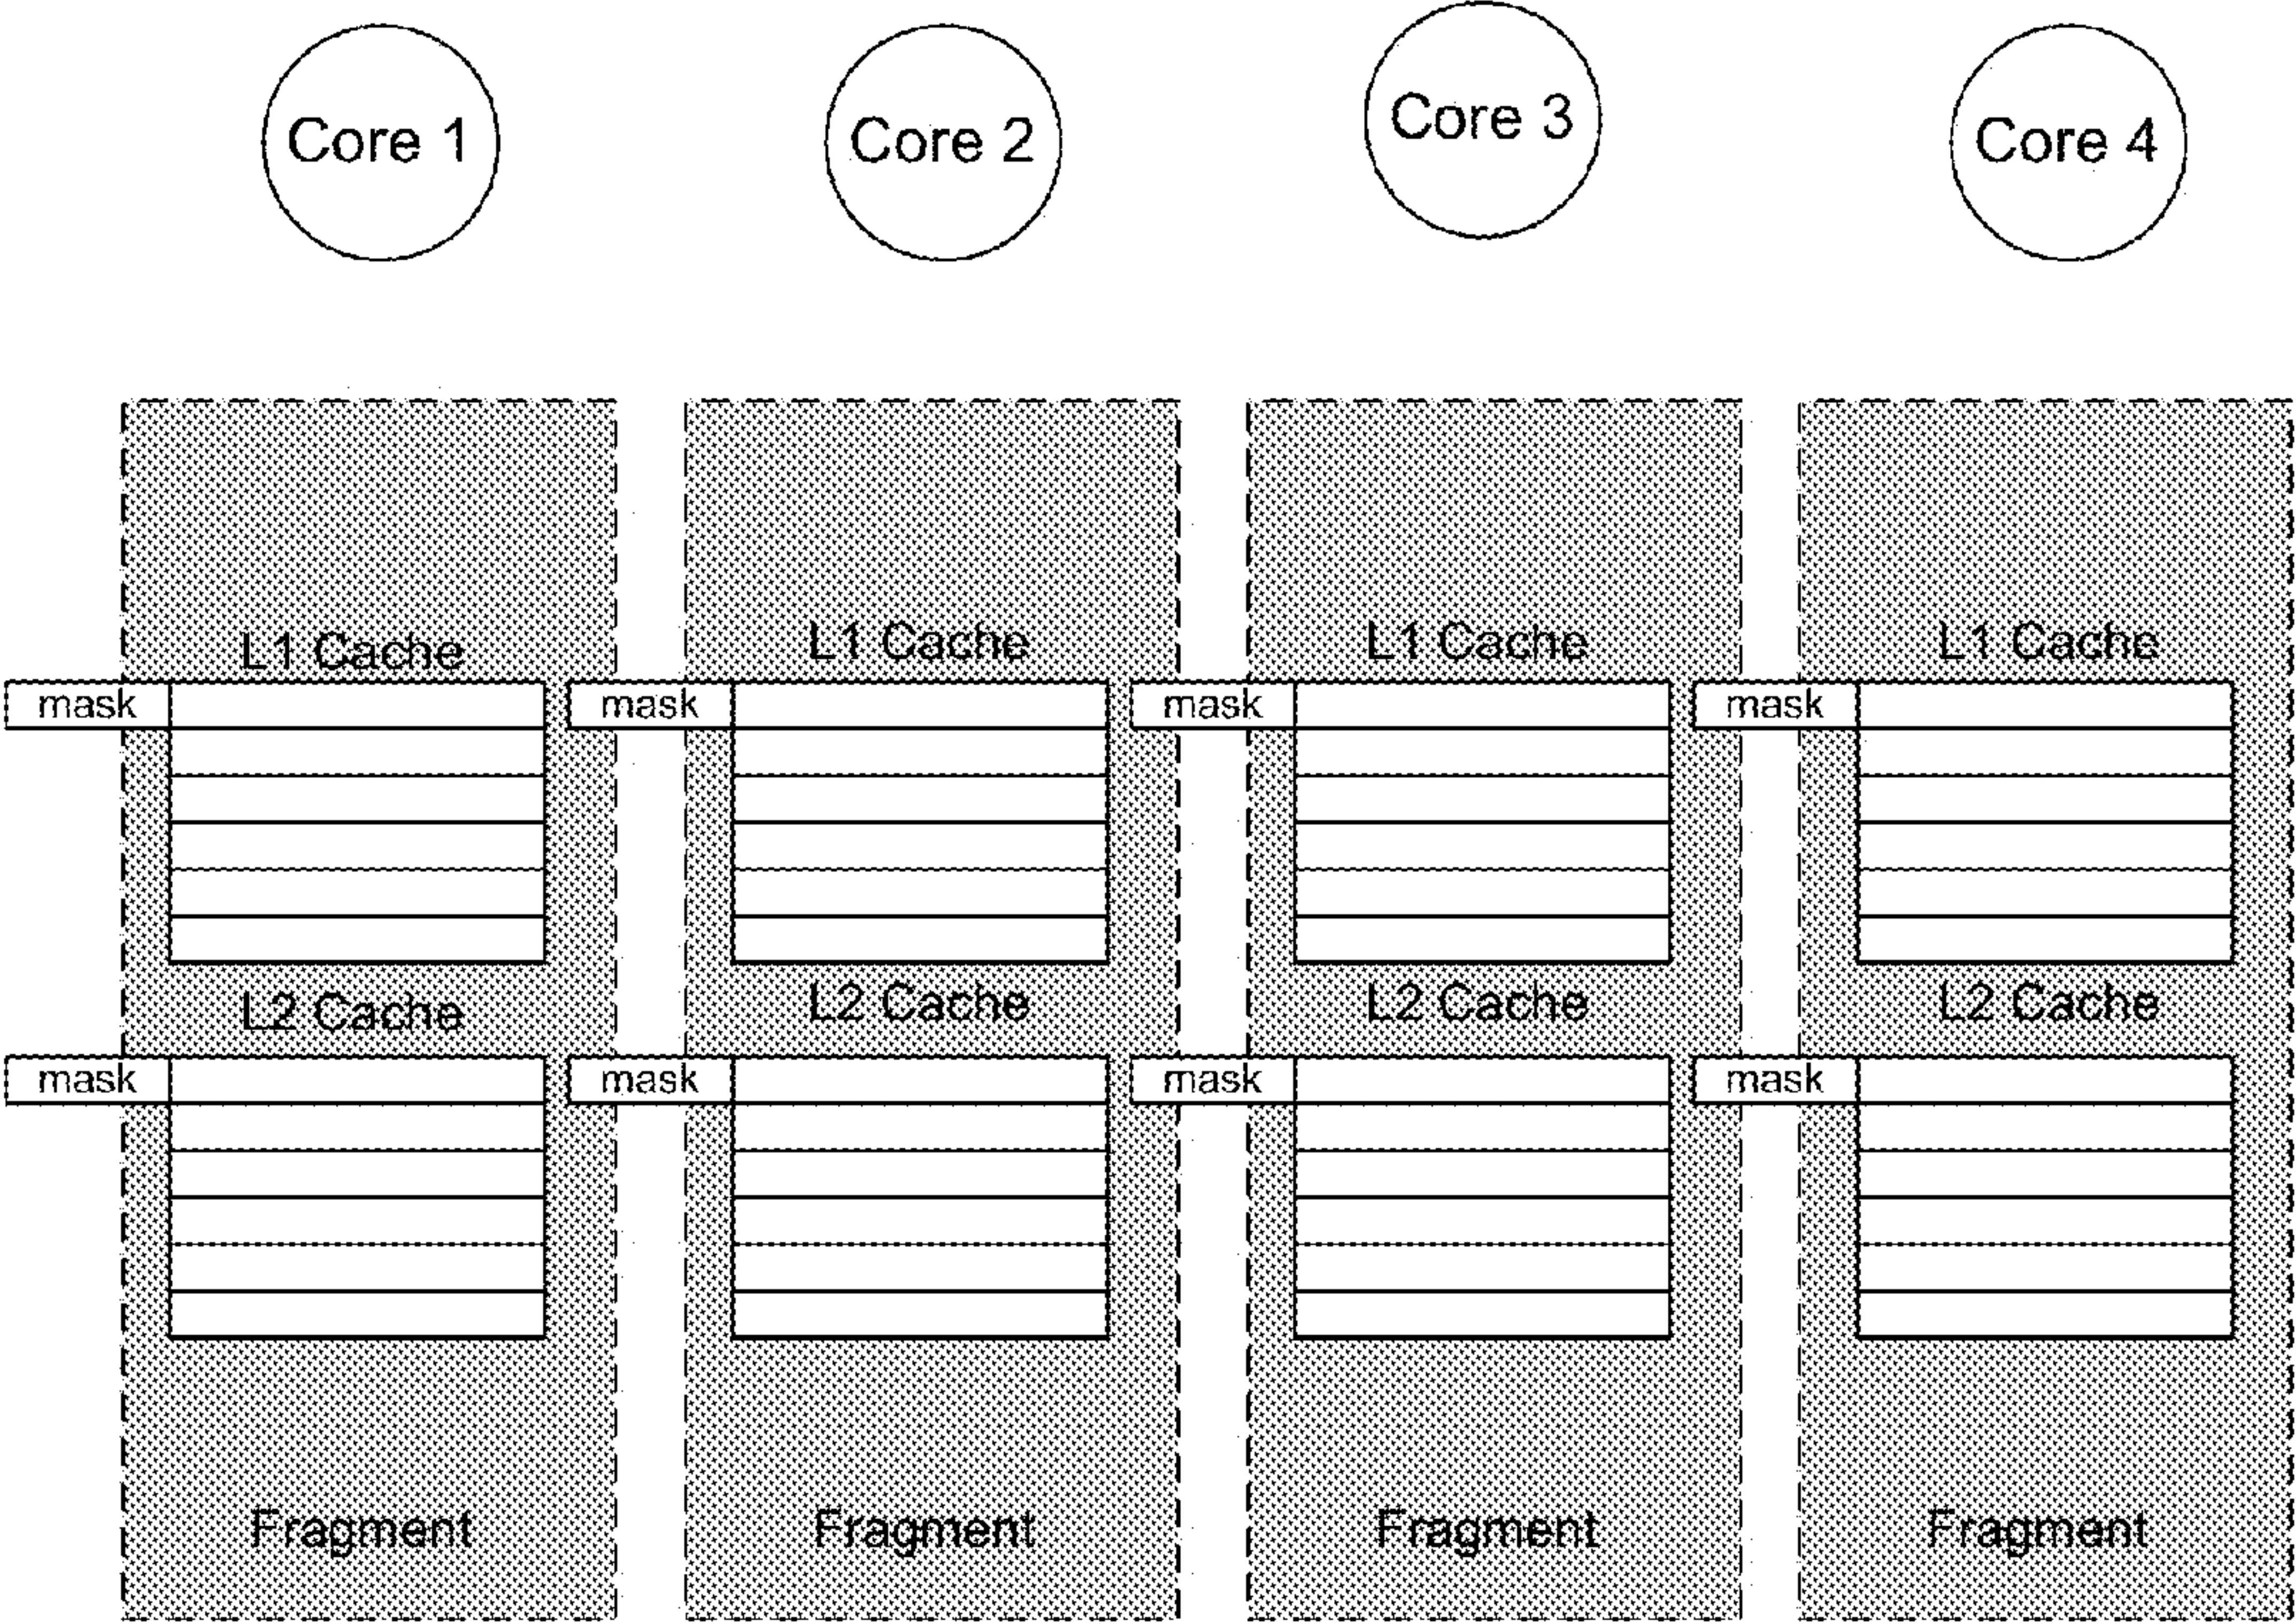 Core 1
Core 2
Core 3
Core 4
L1 Cache
L1 Cache
L1 Cache
L1 Cache
mask
mask
mask
mask
L2 Cache
L2 Cache
L2 Cache
L2 Cache
mask
mask
mask
mask
Fragment
Fragment
Fragment
Fragment